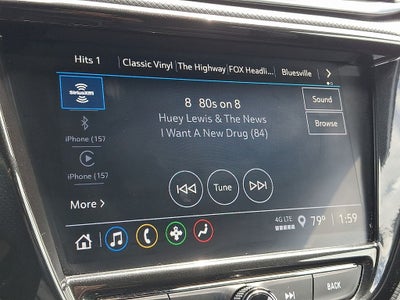 Hits 1 Classic Vinyl The Highway FOX Headli... Bluesville
SiriusXM
8 80s on 8
Sound
Huey Lewis & The News
Browse
I Want A New Drug (84)
iPhone (157
iPhone (157
Tune
More
4G LTE
79° 1:59
BACK